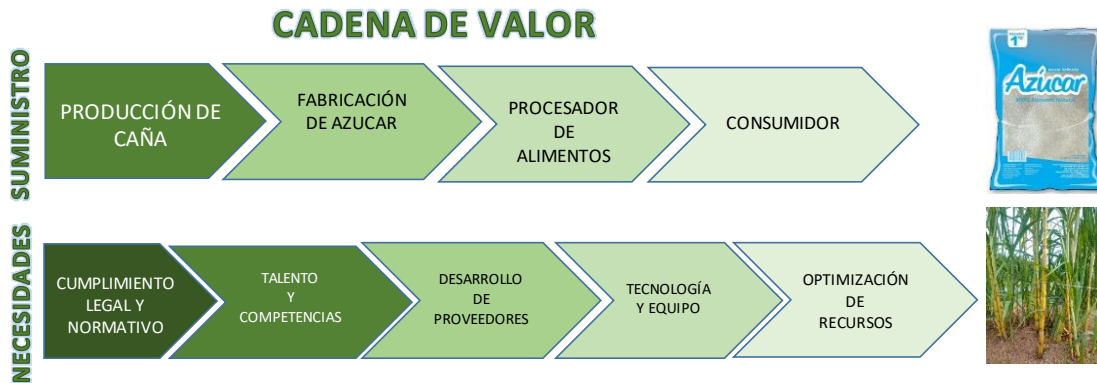 CADENA DE VALOR
SUMINISTRO
PRODUCCIÓN DE
CAÑA
FABRICACIÓN
DE AZUCAR
PROCESADOR
DE
ALIMENTOS
CONSUMIDOR
1
Azúcar
NECESIDADES
CUMPLIMIENTO
LEGAL Y
NORMATIVO
TALENTO
Y
COMPETENCIAS
DESARROLLO
DE
PROVEEDORES
TECNOLOGÍA
Y EQUIPO
OPTIMIZACIÓN
DE
RECURSOS